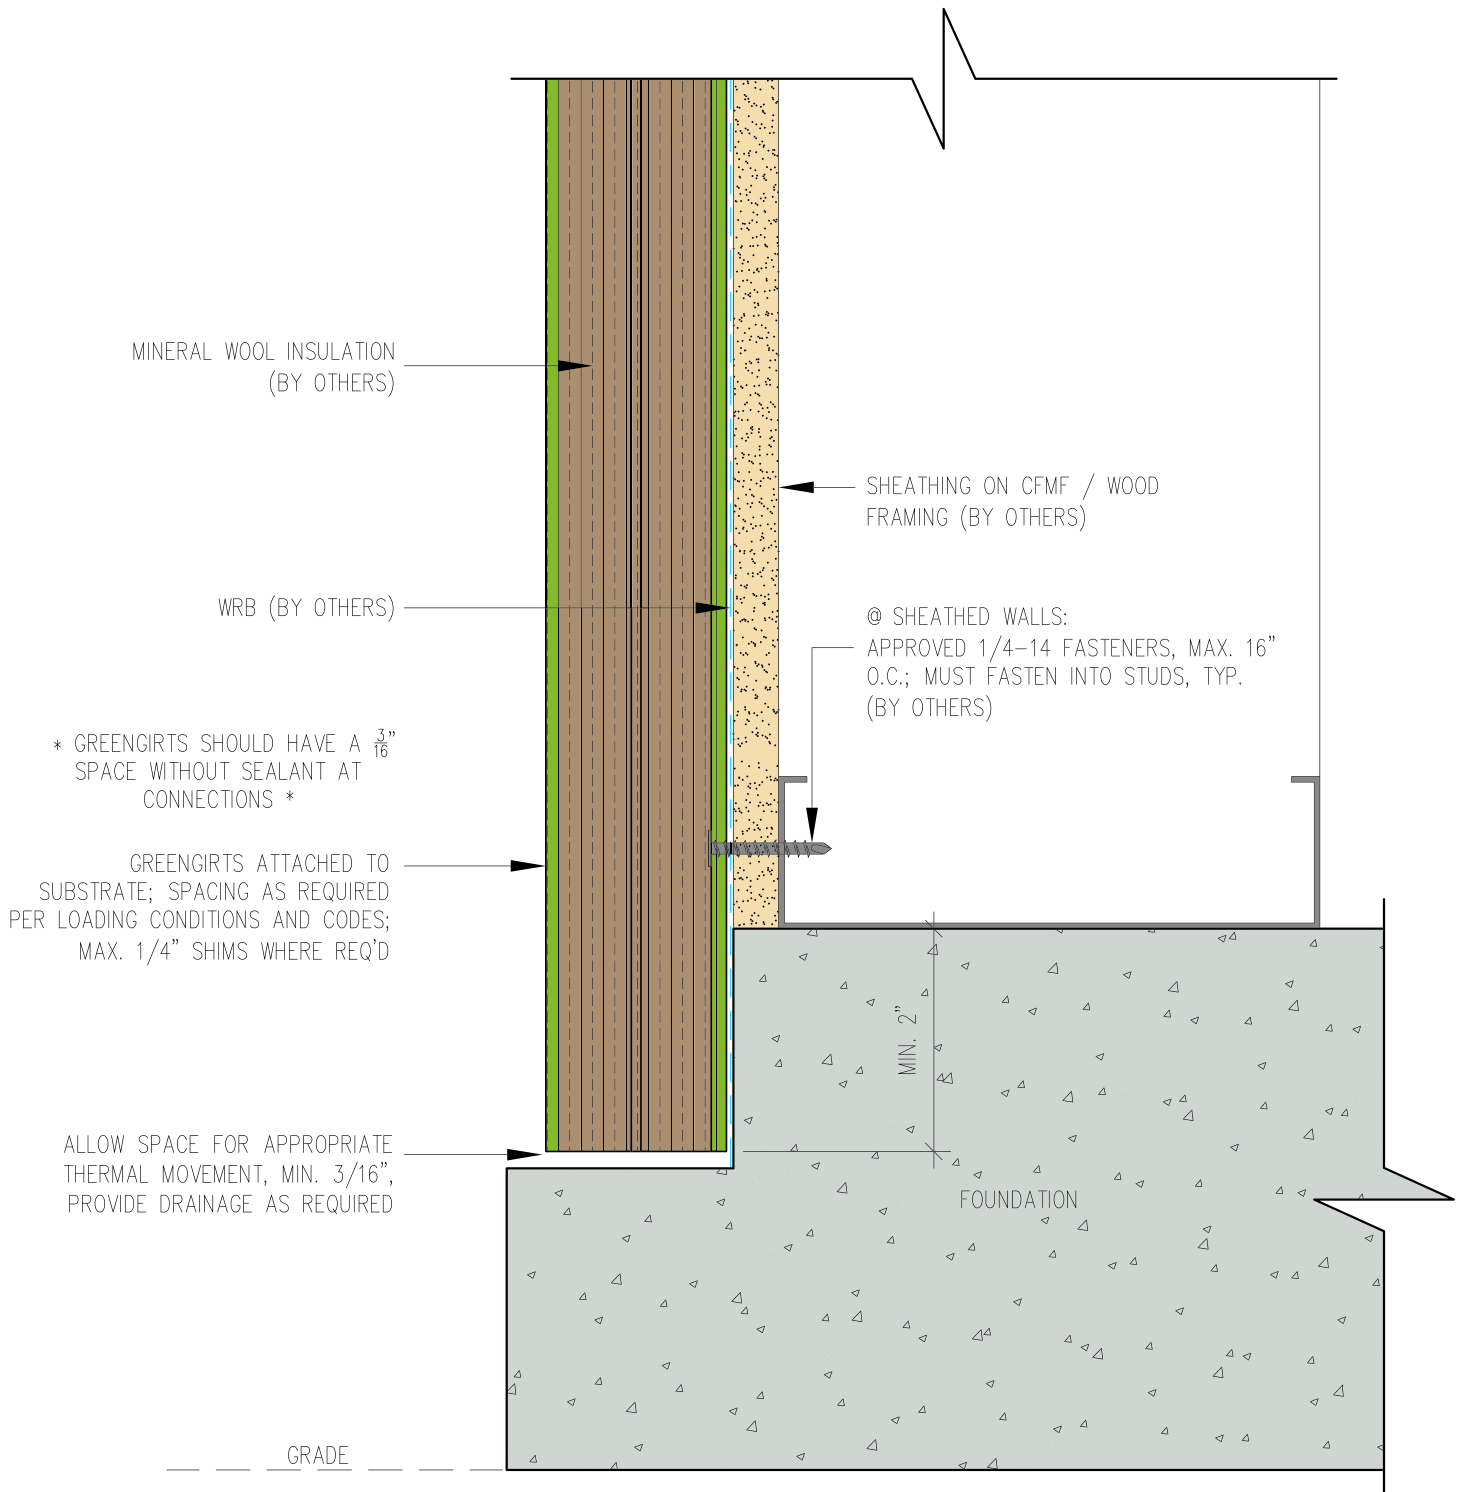 MINERAL WOOL INSULATION
(BY OTHERS)
SHEATHING ON CFMF / WOOD
FRAMING (BY OTHERS)
WRB (BY OTHERS)
@ SHEATHED WALLS:
APPROVED 1/4-14 FASTENERS, MAX. 16"
O.C.; MUST FASTEN INTO STUDS, TYP.
(BY OTHERS)
* GREENGIRTS SHOULD HAVE A 3/16"
SPACE WITHOUT SEALANT AT
CONNECTIONS *
GREENGIRTS ATTACHED TO
SUBSTRATE; SPACING AS REQUIRED
PER LOADING CONDITIONS AND CODES;
MAX. 1/4" SHIMS WHERE REQ'D
MIN. 2"
ALLOW SPACE FOR APPROPRIATE
THERMAL MOVEMENT, MIN. 3/16",
PROVIDE DRAINAGE AS REQUIRED
FOUNDATION
GRADE